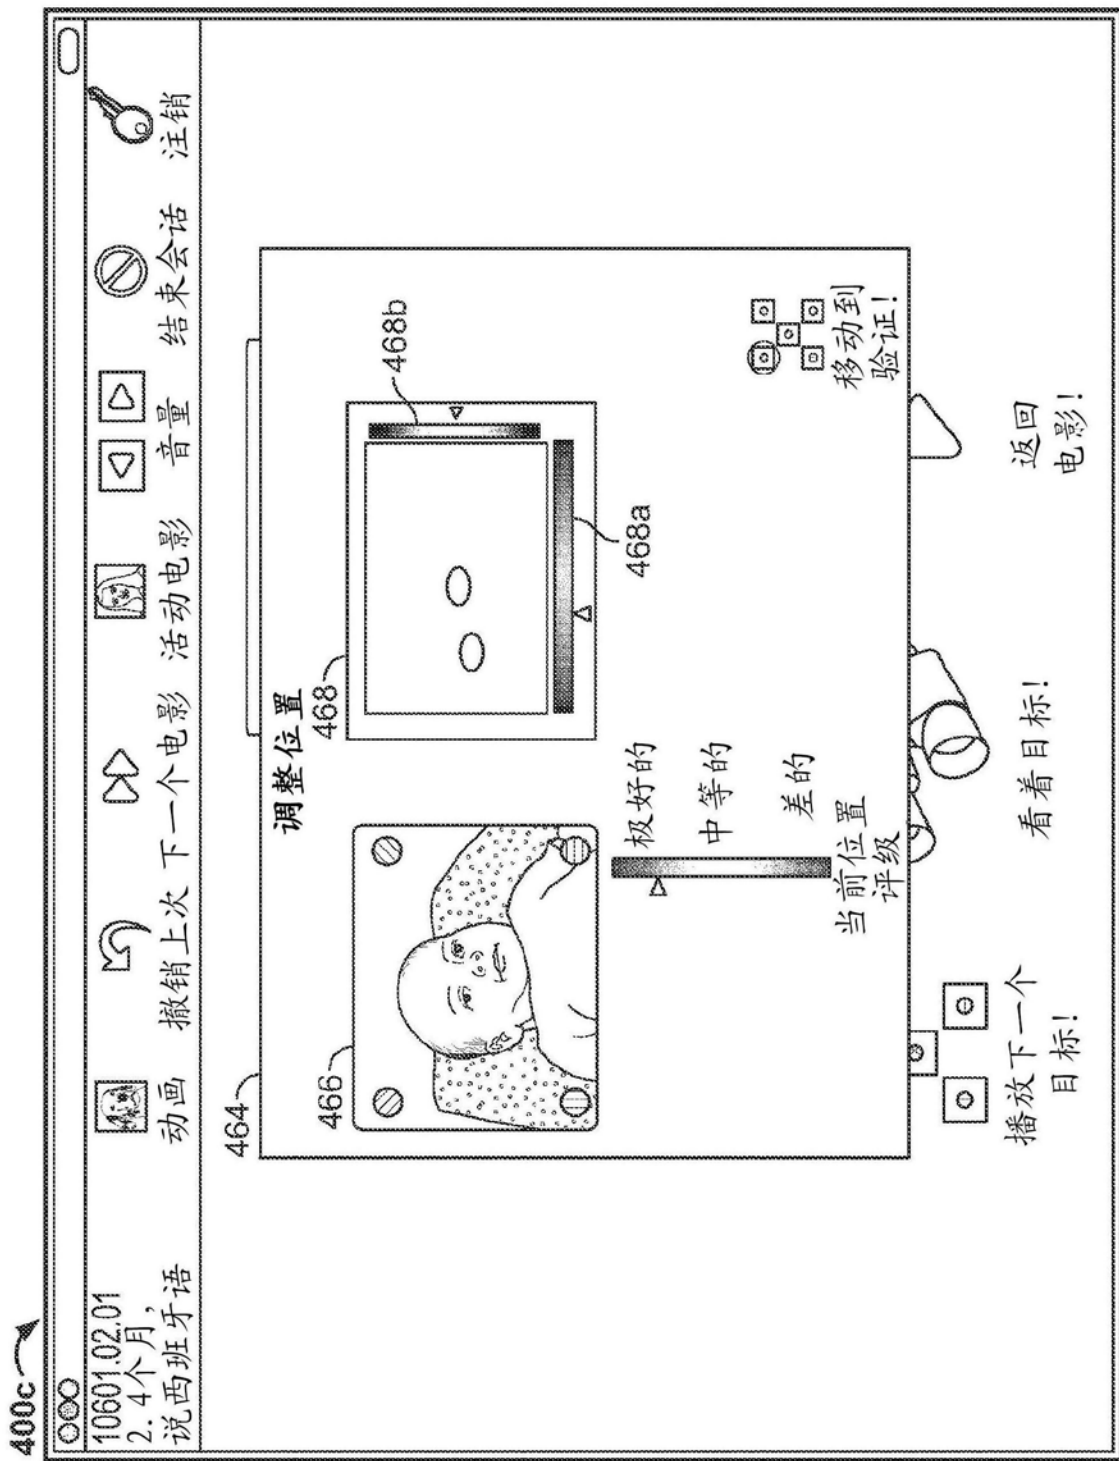 400c
10601.02.01
2.4个月，
说西班牙语
动画
撤销上次
下一个电影
活动电影
音量
结束会话
注销
464
调整位置
466
468
468b
468a
极好的
中等的
差的
当前位置
评级
移动到
验证！
播放下一个
目标！
看着目标！
返回
电影！